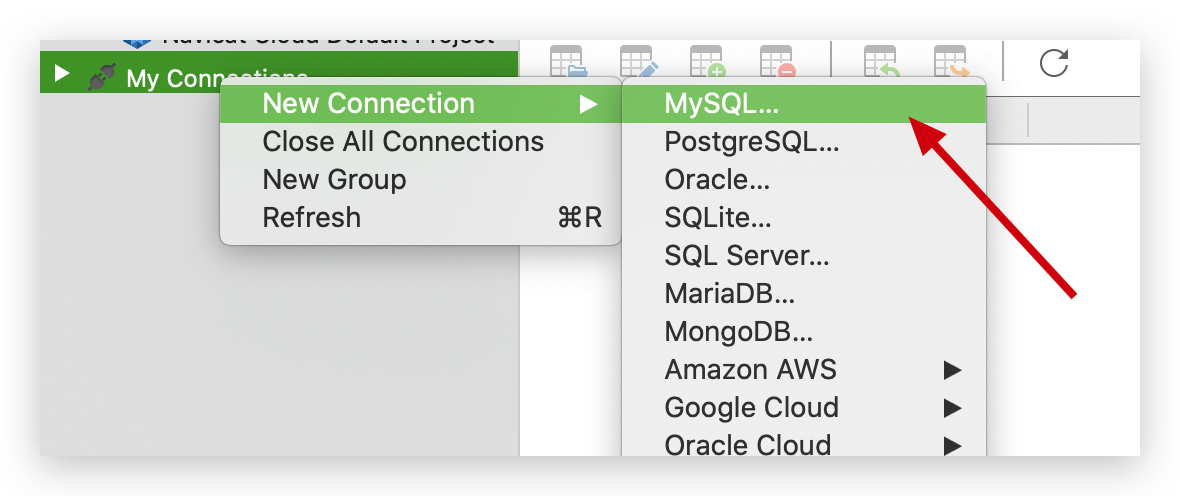 Navicat Cloud Default Project
My Connections
New Connection
Close All Connections
New Group
Refresh ⌘R
MySQL...
PostgreSQL...
Oracle...
SQLite...
SQL Server...
MariaDB...
MongoDB...
Amazon AWS
Google Cloud
Oracle Cloud